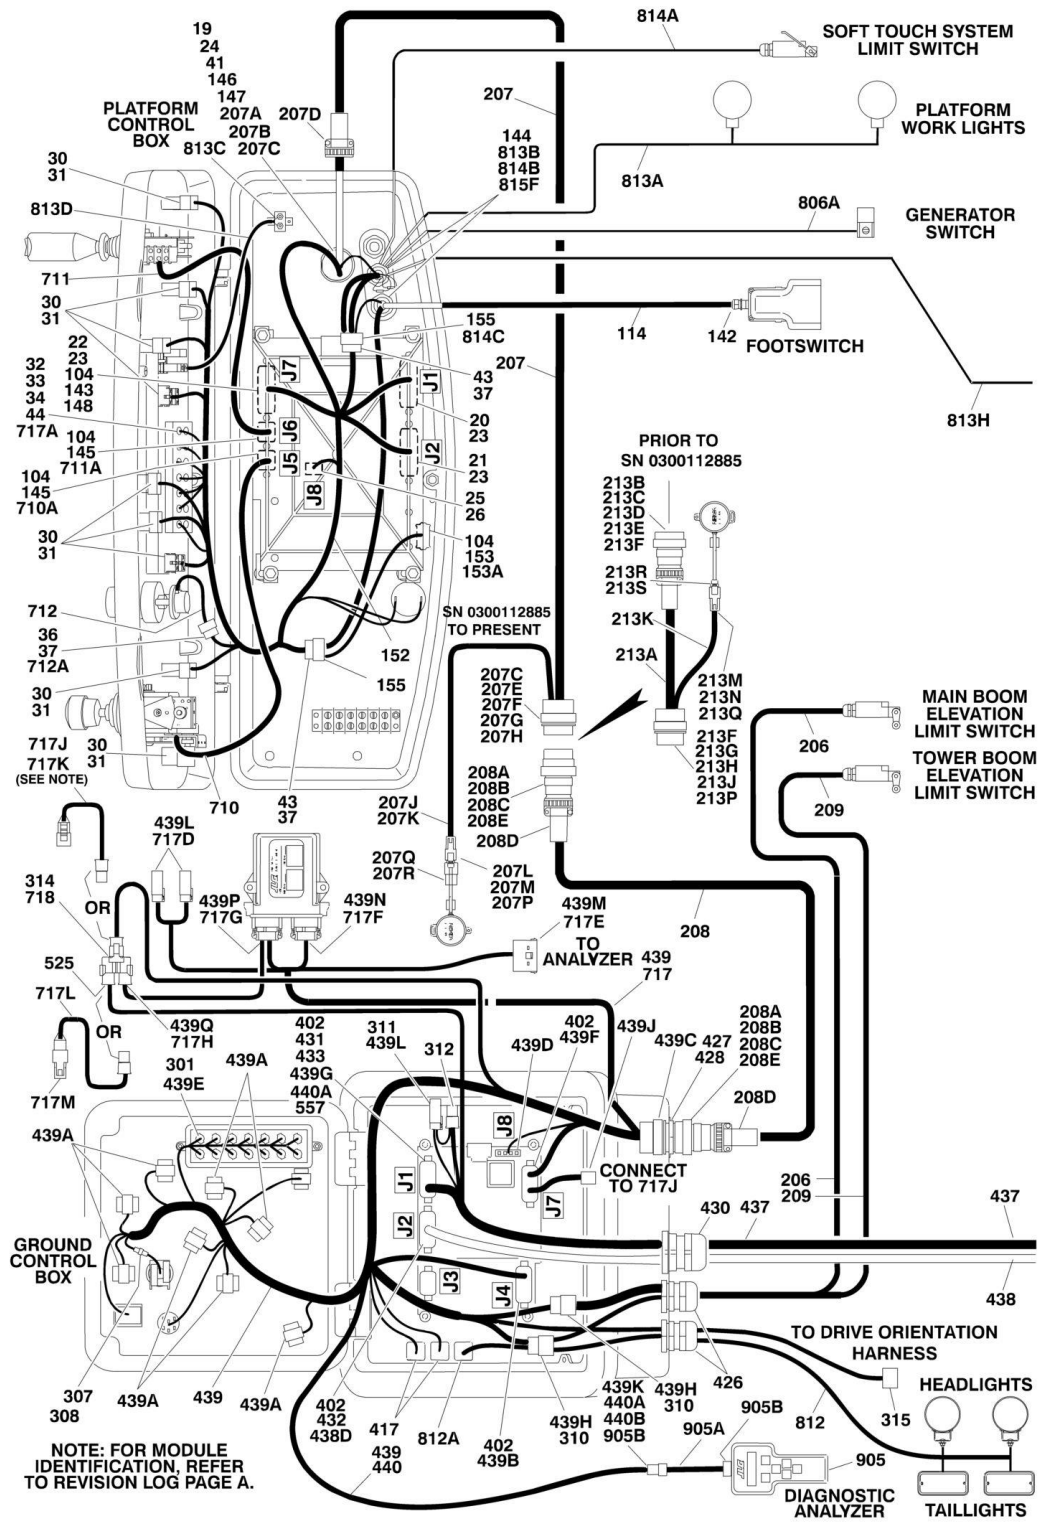 19
24
41
146
147
207A
207B
207C
PLATFORM
CONTROL
BOX
813C
207D
814A
SOFT TOUCH SYSTEM
LIMIT SWITCH
207
PLATFORM
WORK LIGHTS
144
813B
814B
815F
813A
30
31
813D
806A
GENERATOR
SWITCH
711
30
31
155
814C
114
142
FOOTSWITCH
22
23
104
143
148
32
33
34
44
717A
J7
J1
43
37
207
813H
20
23
104
145
711A
J6
J5
J2
J8
21
23
104
145
710A
25
26
30
31
104
153
153A
PRIOR TO
SN 0300112885
213B
213C
213D
213E
213F
213R
213S
213K
213A
213M
213N
213Q
213F
213G
213H
213J
213P
712
36
37
712A
SN 0300112885
TO PRESENT
152
155
30
31
207C
207E
207F
207G
207H
MAIN BOOM
ELEVATION
LIMIT SWITCH
206
TOWER BOOM
ELEVATION
LIMIT SWITCH
209
717J
717K
(SEE NOTE)
30
31
710
43
37
207J
207K
208A
208B
208C
208E
208D
439L
717D
207Q
207R
207L
207M
207P
314
718
OR
439P
717G
439N
717F
439M
717E
208
TO
ANALYZER
439
717
525
717L
OR
439Q
717H
402
431
433
439G
440A
557
311
439L
312
402
439F
439D
439J
439C
427
428
208A
208B
208C
208E
208D
717M
301
439E
439A
439A
J8
J1
J7
CONNECT
TO 717J
206
209
J2
430
437
437
GROUND
CONTROL
BOX
J3
J4
438
307
308
439A
439
439A
402
432
438D
417
812A
402
439B
439H
310
439K
440A
440B
905B
439H
310
426
TO DRIVE ORIENTATION
HARNESS
812
315
HEADLIGHTS
905B
905A
439
440
905
NOTE: FOR MODULE
IDENTIFICATION, REFER
TO REVISION LOG PAGE A.
DIAGNOSTIC
ANALYZER
TAILLIGHTS